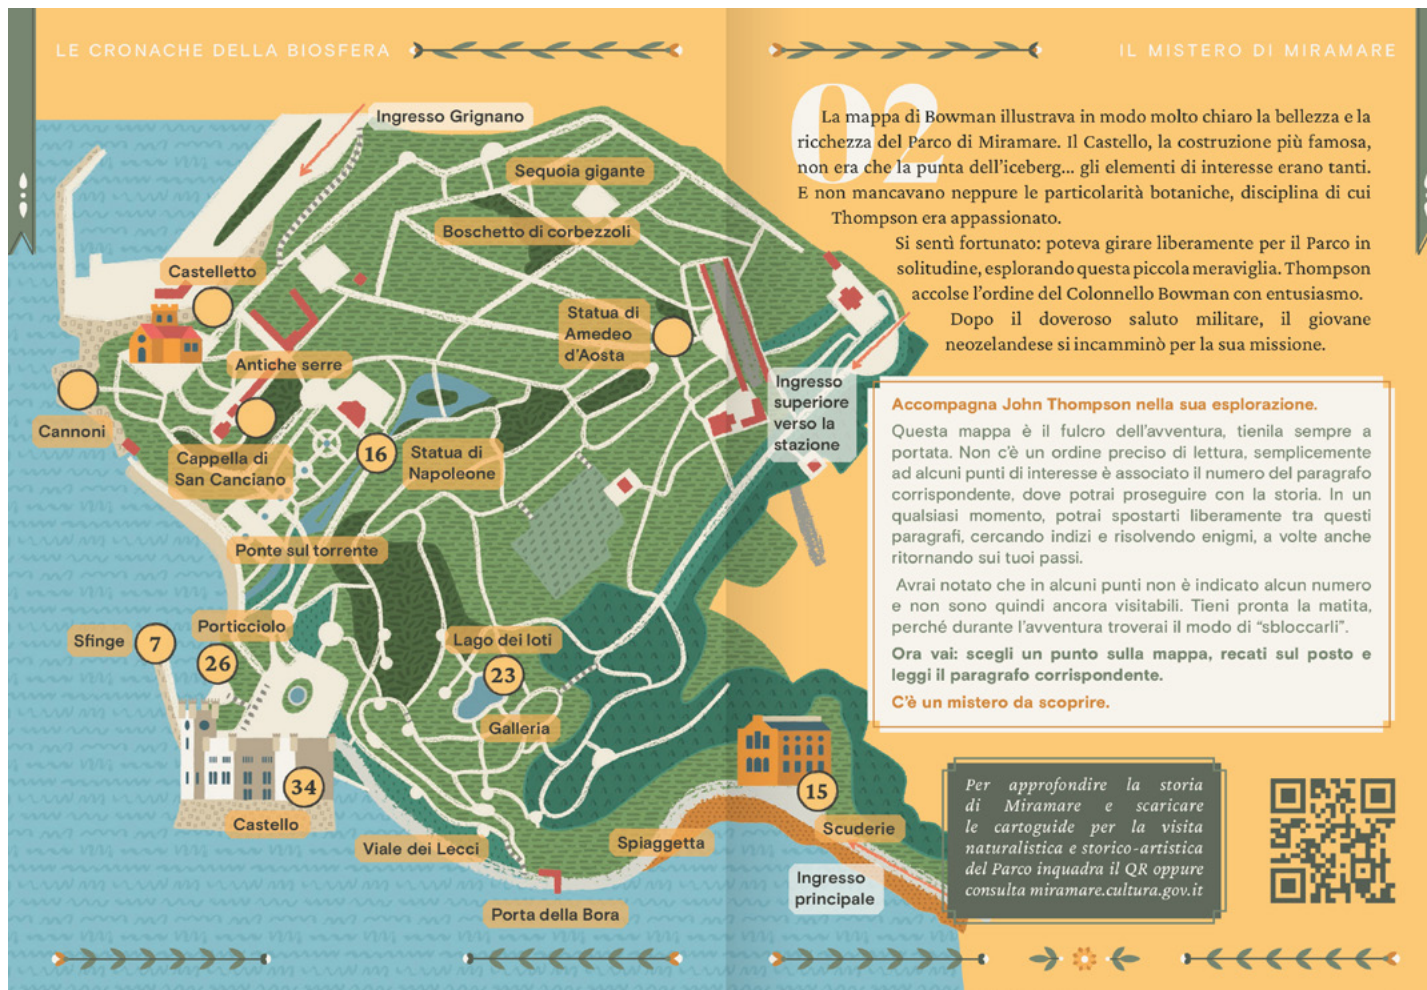 LE CRONACHE DELLA BIOSFERA
Ingresso Grignano
Sequoia gigante
Boschetto di corbezzoli
Castelletto
Statua di
Amedeo
d'Aosta
Antiche serre
Ingresso
superiore
verso la
stazione
Cannoni
Cappella di
San Canciano
16
Statua di
Napoleone
Ponte sul torrente
Sfinge
7
Porticciolo
26
Lago dei loti
23
Galleria
34
Castello
15
Scuderie
Viale dei Lecci
Spiaggetta
Ingresso
principale
Porta della Bora
IL MISTERO DI MIRAMARE
02
La mappa di Bowman illustrava in modo molto chiaro la bellezza e la
ricchezza del Parco di Miramare. Il Castello, la costruzione più famosa,
non era che la punta dell'iceberg... gli elementi di interesse erano tanti.
E non mancavano neppure le particolarità botaniche, disciplina di cui
Thompson era appassionato.
Si sentì fortunato: poteva girare liberamente per il Parco in
solitudine, esplorando questa piccola meraviglia. Thompson
accolse l'ordine del Colonnello Bowman con entusiasmo.
Dopo il doveroso saluto militare, il giovane
neozelandese si incamminò per la sua missione.
Accompagna John Thompson nella sua esplorazione.
Questa mappa è il fulcro dell'avventura, tienila sempre a
portata. Non c'è un ordine preciso di lettura, semplicemente
ad alcuni punti di interesse è associato il numero del paragrafo
corrispondente, dove potrai proseguire con la storia. In un
qualsiasi momento, potrai spostarti liberamente tra questi
paragrafi, cercando indizi e risolvendo enigmi, a volte anche
ritornando sui tuoi passi.
Avrai notato che in alcuni punti non è indicato alcun numero
e non sono quindi ancora visitabili. Tieni pronta la matita,
perché durante l'avventura troverai il modo di "sbloccarli".
Ora vai: scegli un punto sulla mappa, recati sul posto e
leggi il paragrafo corrispondente.
C'è un mistero da scoprire.
Per approfondire la storia
di Miramare e scaricare
le cartoguide per la visita
naturalistica e storico-artistica
del Parco inquadra il QR oppure
consulta miramare.cultura.gov.it